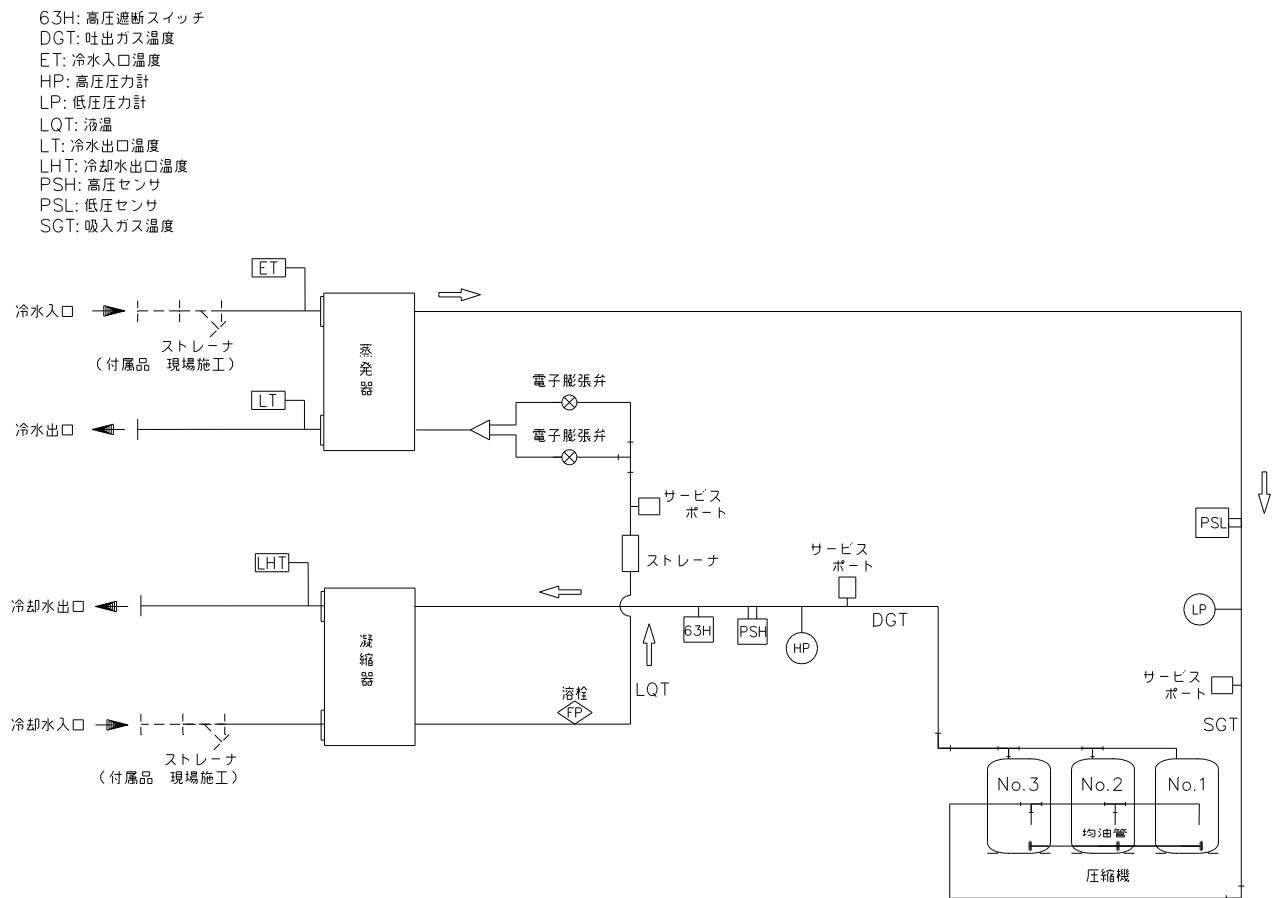 63H: 高圧遮断スイッチ
DGT: 吐出ガス温度
ET: 冷水入口温度
HP: 高圧圧力計
LP: 低圧圧力計
LQT: 液温
LT: 冷水出口温度
LHT: 冷却水出口温度
PSH: 高圧センサ
PSL: 低圧センサ
SGT: 吸入ガス温度
ET
冷水入口
ストレーナ
（付属品 現場施工）
蒸発器
LT
冷水出口
電子膨張弁
電子膨張弁
サービス
ポート
ストレーナ
LHT
冷却水出口
凝縮器
冷却水入口
ストレーナ
（付属品 現場施工）
溶栓
FP
LQT
63H
PSH
HP
サービス
ポート
DGT
PSL
LP
サービス
ポート
SGT
No.3
No.2
No.1
均油管
圧縮機